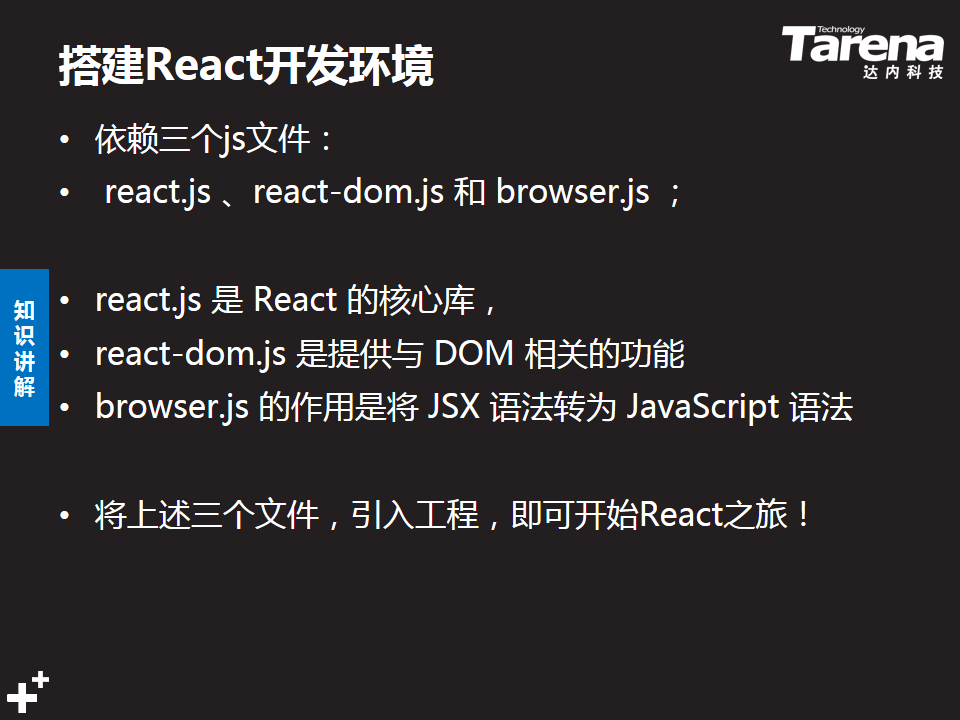 搭建React开发环境
Technology
Tarena
达内科技
• 依赖三个js文件：
• react.js 、react-dom.js 和 browser.js ；
知识讲解
• react.js 是 React 的核心库，
• react-dom.js 是提供与 DOM 相关的功能
• browser.js 的作用是将 JSX 语法转为 JavaScript 语法
• 将上述三个文件，引入工程，即可开始React之旅！